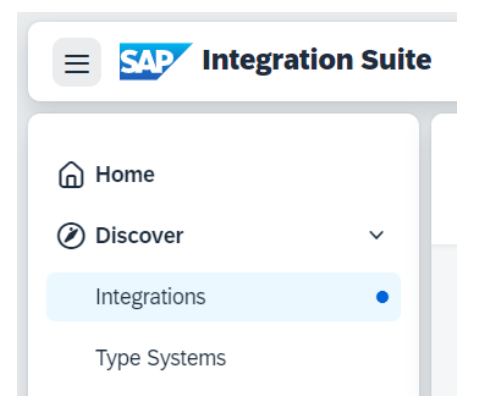 SAP Integration Suite
Home
Discover
Integrations
Type Systems